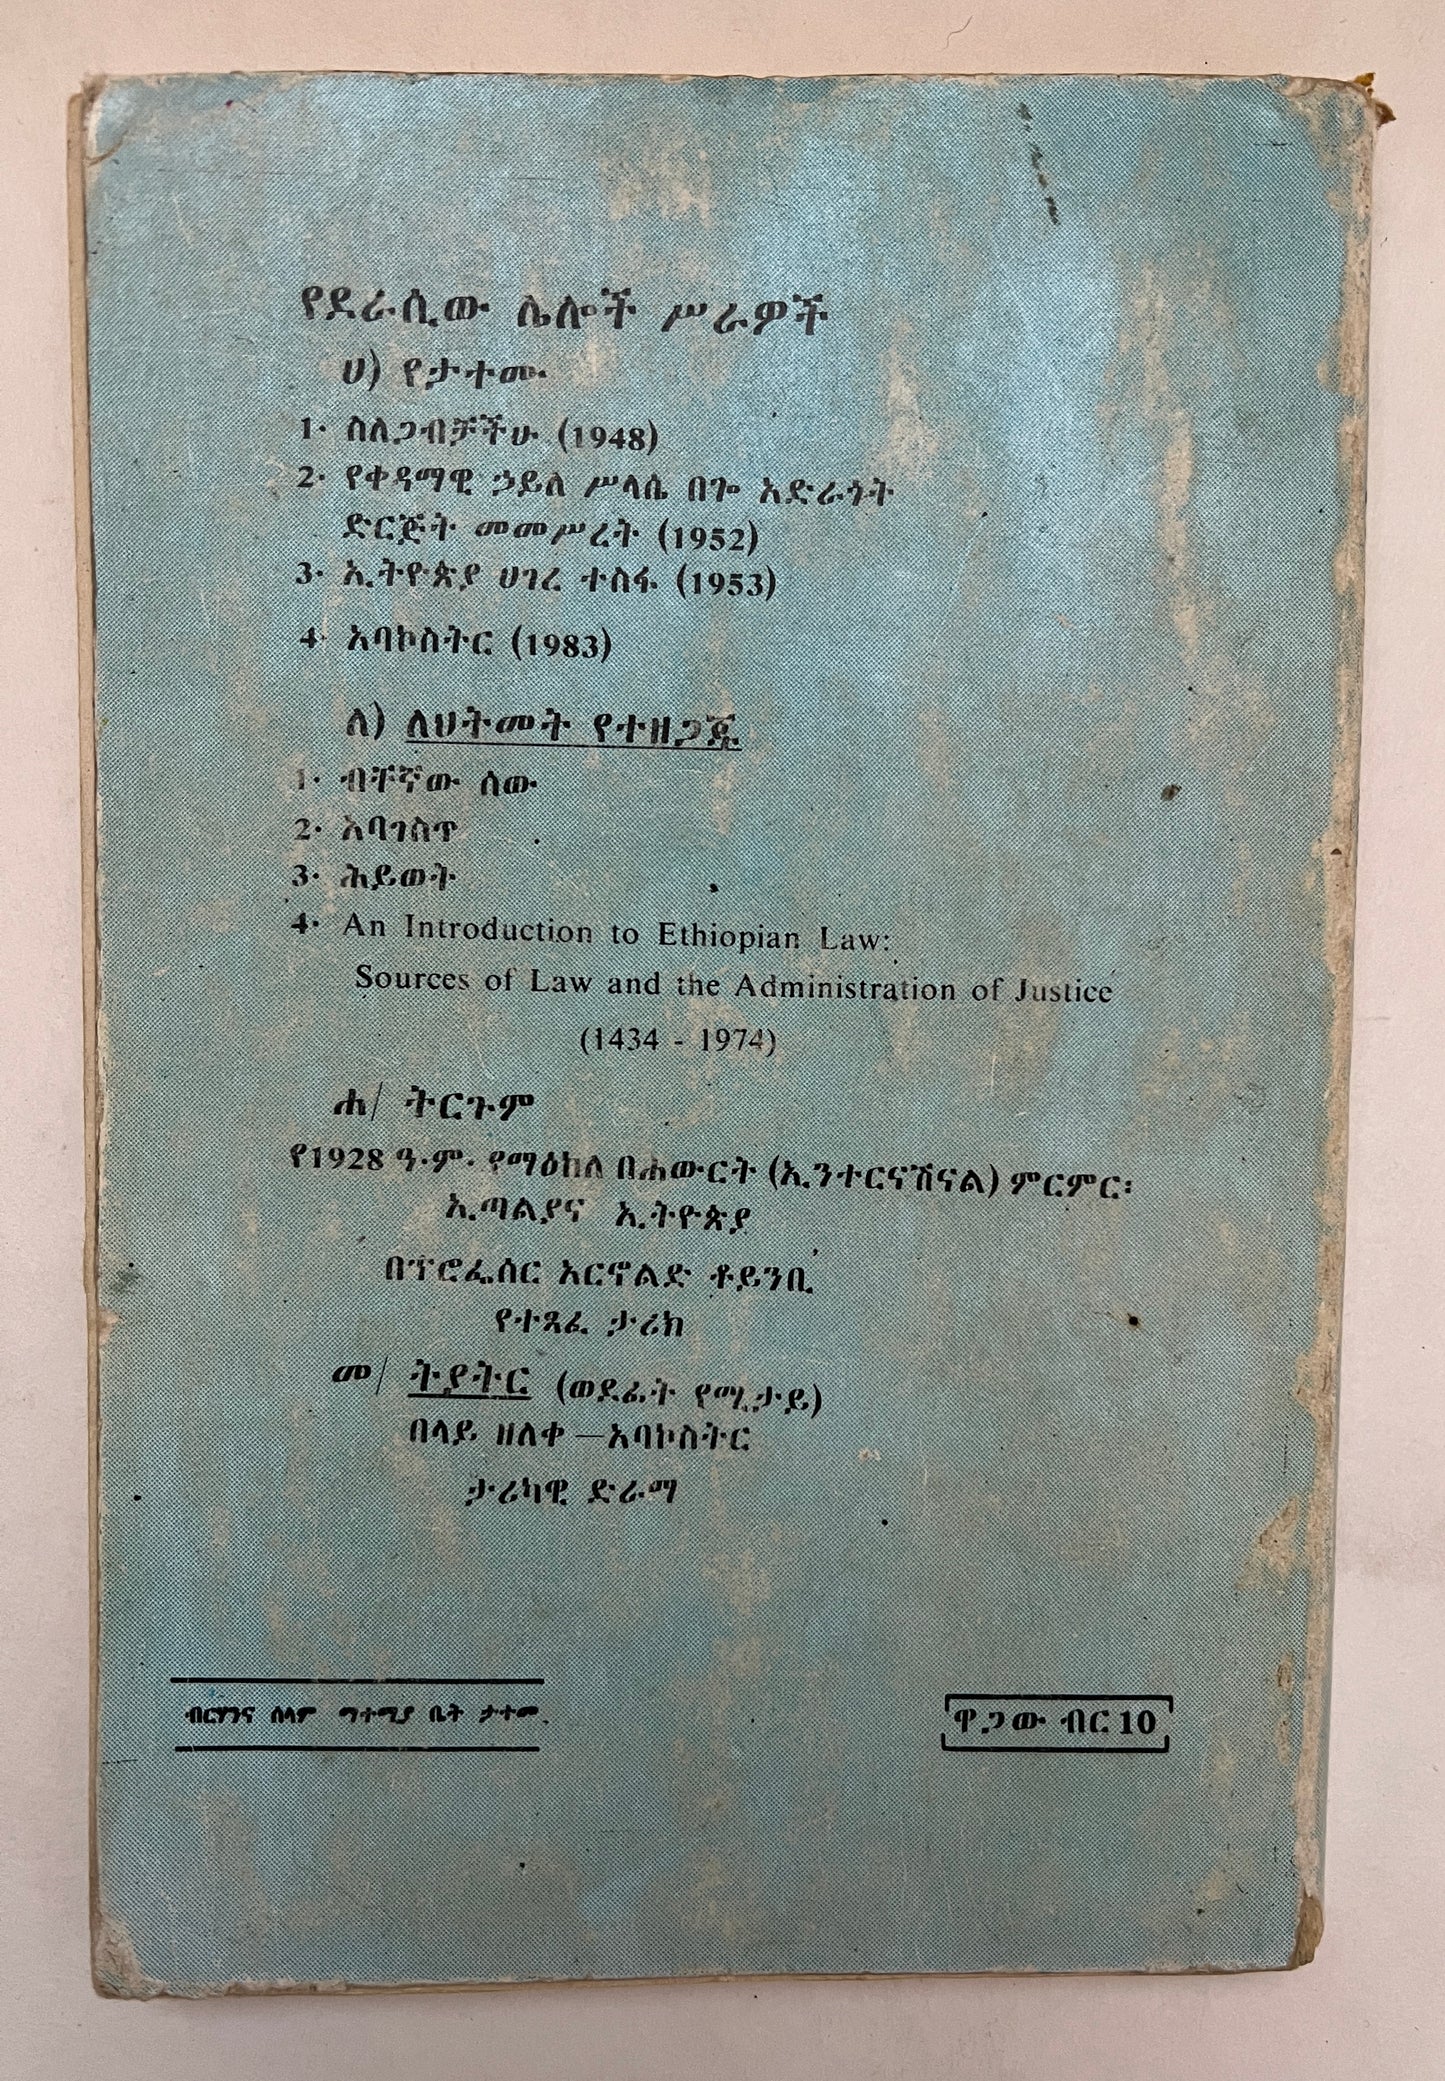 የደራሲው ሌሎች ሥራዎች
ሀ) የታተሙ
1· ስለጋብቻችሁ (1948)
2· የቀዳማዊ ኃይለ ሥላሴ በጎ አድራጎት
ድርጅት መመሥረት (1952)
3· ኢትዮጵያ ሀገረ ተስፋ (1953)
4· አባኮስትር (1983)
ለ) ለህትመት የተዘጋጁ
1· ብቸኛው ሰው
2· አባገስጥ
3· ሕይወት
4· An Introduction to Ethiopian Law:
Sources of Law and the Administration of Justice
(1434 - 1974)
ሐ/ ትርጉም
የ1928 ዓ.ም. የማዕከለ በሐውርት (ኢንተርናሽናል) ምርምር፡
ኢጣልያና ኢትዮጵያ
በፕሮፌሰር አርኖልድ ቶይንቢ
የተጻፈ ታሪክ
መ/ ትያትር (ወደፊት የሚታይ)
በላይ ዘለቀ —አባኮስትር
ታሪካዊ ድራማ
ብርሃንና ሰላም ማተሚያ ቤት ታተመ
ዋጋው ብር 10